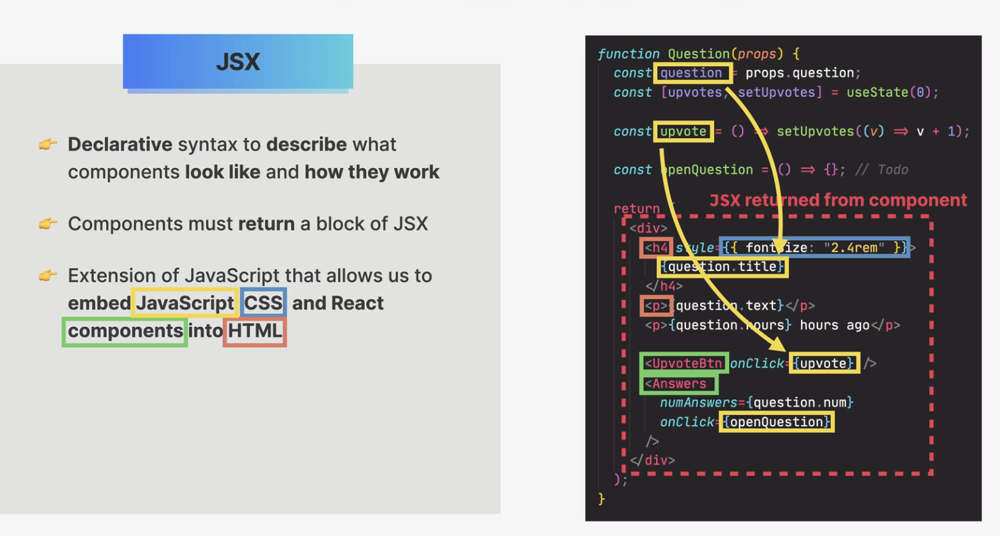 JSX
👉 Declarative syntax to describe what
components look like and how they work
👉 Components must return a block of JSX
👉 Extension of JavaScript that allows us to
embed JavaScript CSS and React
components into HTML
function Question(props) {
const question = props.question;
const [upvotes, setUpvotes] = useState(0);
const upvote = () => setUpvotes((v) => v + 1);
const openQuestion = () => {}; // Todo
JSX returned from component
return (
<div>
<h4 style={{ fontSize: "2.4rem" }}>
{question.title}
</h4>
<p>{question.text}</p>
<p>{question.hours} hours ago</p>
<UpvoteBtn onClick={upvote} />
<Answers
numAnswers={question.num}
onClick={openQuestion}
/>
</div>
);
}